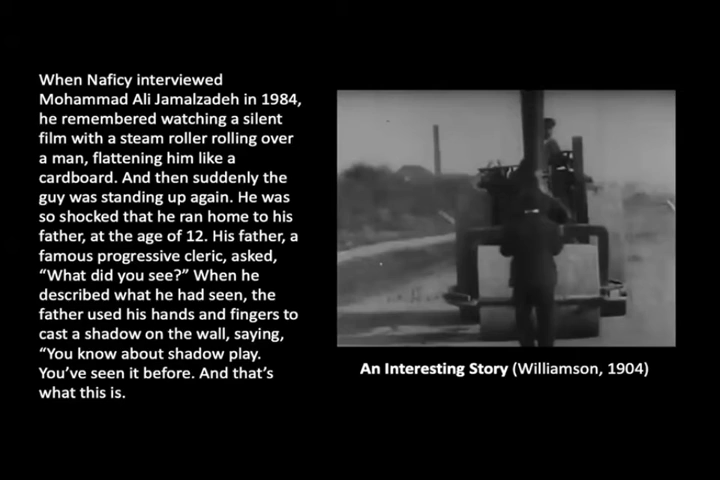 When Naficy interviewed
Mohammad Ali Jamalzadeh in 1984,
he remembered watching a silent
film with a steam roller rolling over
a man, flattening him like a
cardboard. And then suddenly the
guy was standing up again. He was
so shocked that he ran home to his
father, at the age of 12. His father, a
famous progressive cleric, asked,
“What did you see?” When he
described what he had seen, the
father used his hands and fingers to
cast a shadow on the wall, saying,
“You know about shadow play.
You’ve seen it before. And that’s
what this is.
An Interesting Story (Williamson, 1904)